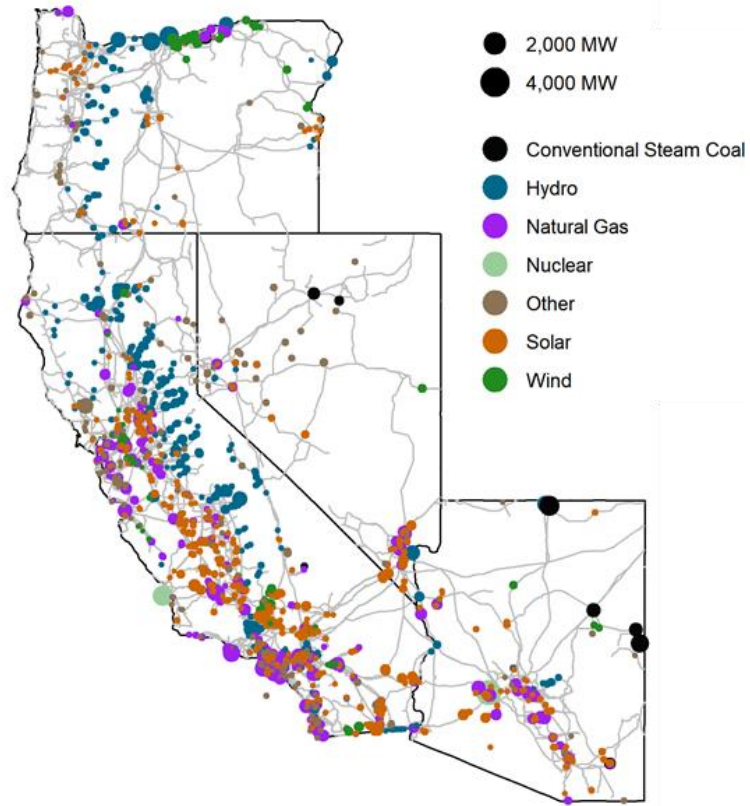 2,000 MW
4,000 MW
Conventional Steam Coal
Hydro
Natural Gas
Nuclear
Other
Solar
Wind